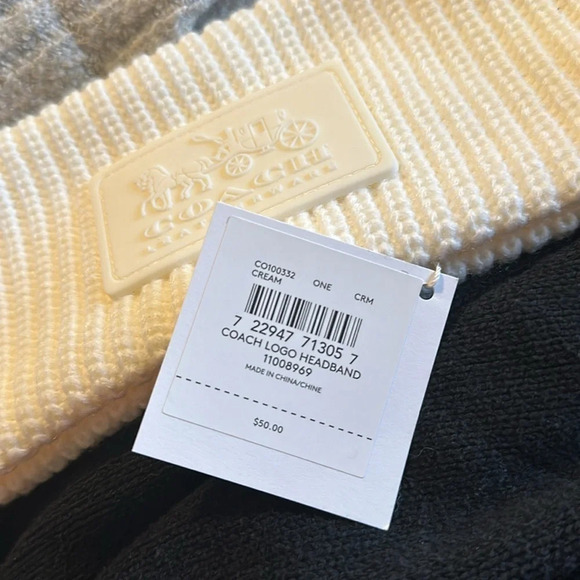 COACH
CO100332 ONE CRM
CREAM
7 22947 71305 7
COACH LOGO HEADBAND
11008969
MADE IN CHINA/CHINE
$50.00